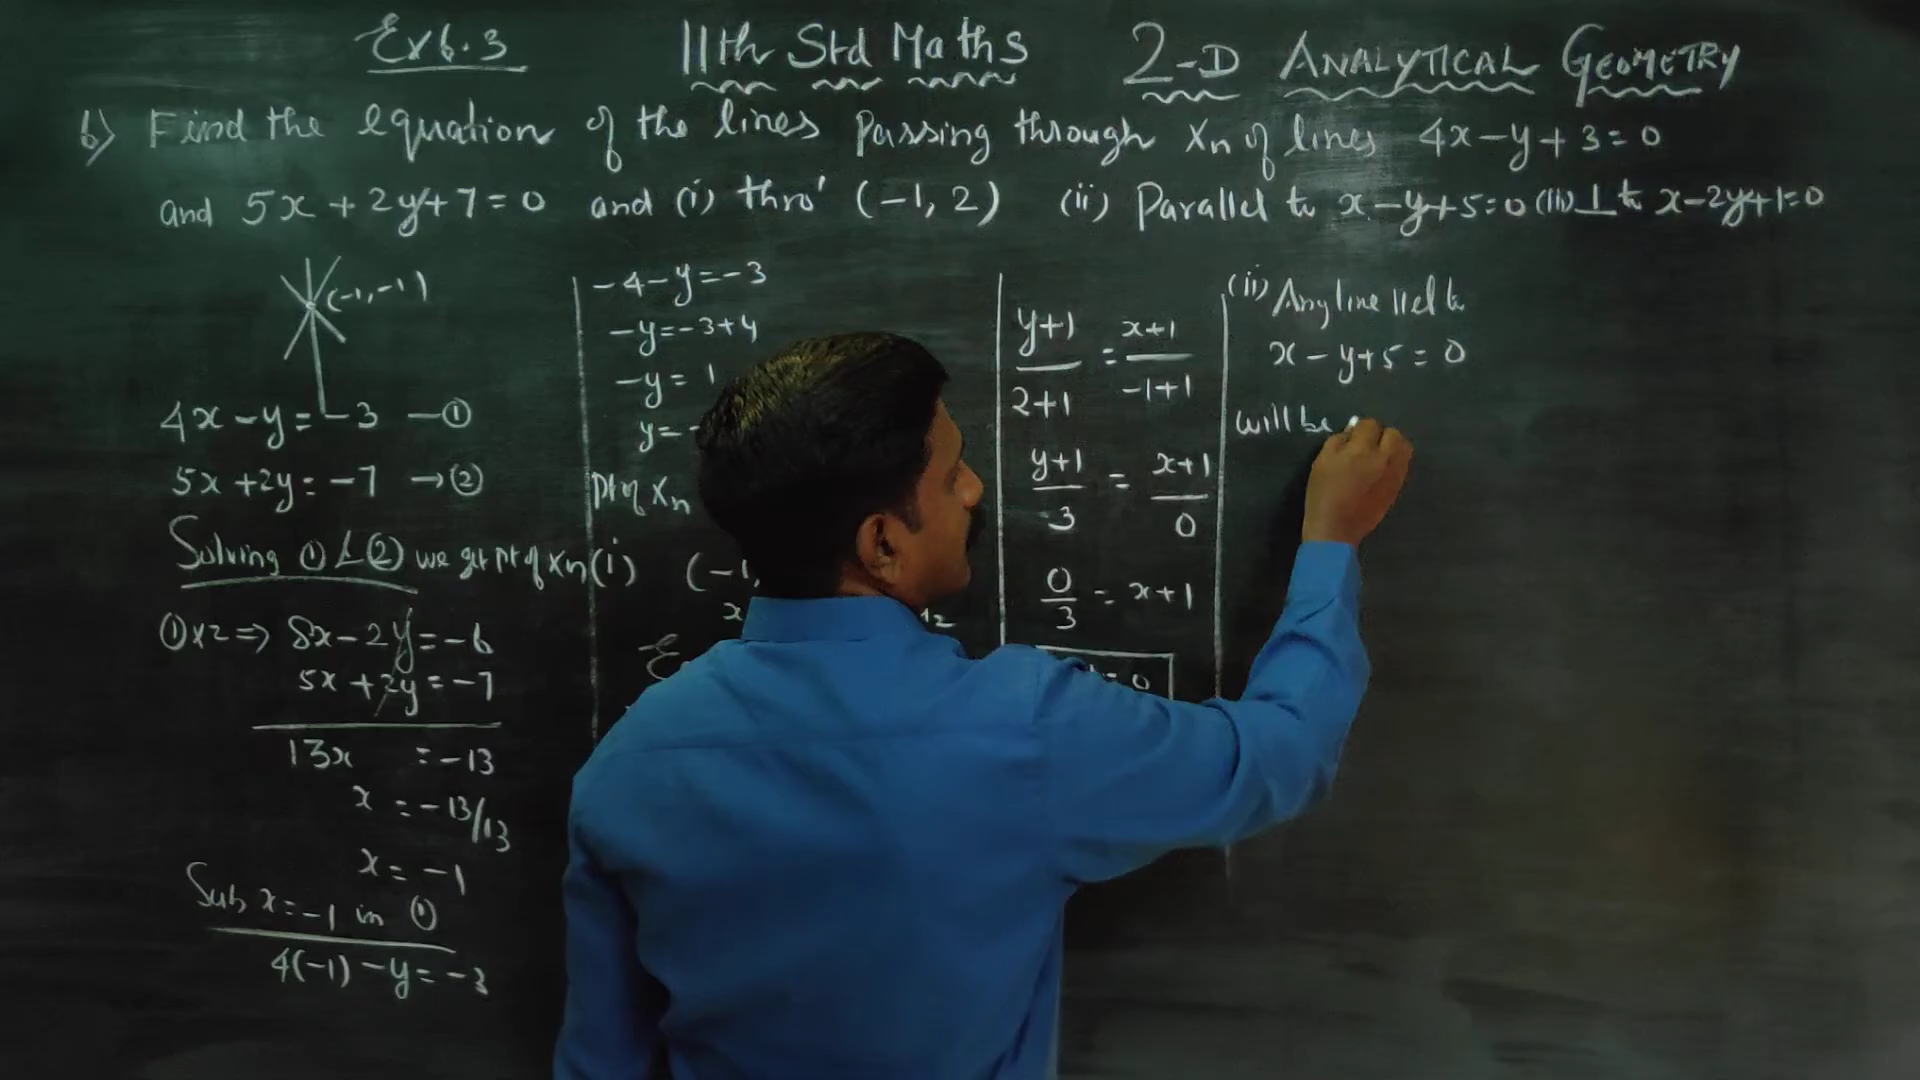 Ex 6.3 11th Std Maths 2-D ANALYTICAL GEOMETRY
6) Find the equation of the lines passing through Xn of lines 4x-y+3=0
and 5x+2y+7=0 and (i) thro' (-1, 2) (ii) Parallel to x-y+5=0 (iii) ⊥ to x-2y+1=0
(-1,-1)
4x-y=-3 —①
5x+2y=-7 →②
Solving ① & ② we get pt of Xn
①x2 ⇒ 8x-2y=-6
5x+2y=-7
13x =-13
x =-13/13
x=-1
Sub x=-1 in ①
4(-1)-y=-3
-4-y=-3
-y=-3+4
-y=1
y=-
pt of Xn
(i) (-1,
y+1/2+1 = x+1/-1+1
y+1/3 = x+1/0
0/3 = x+1
=0
(ii) Any line llel to
x-y+5=0
will be